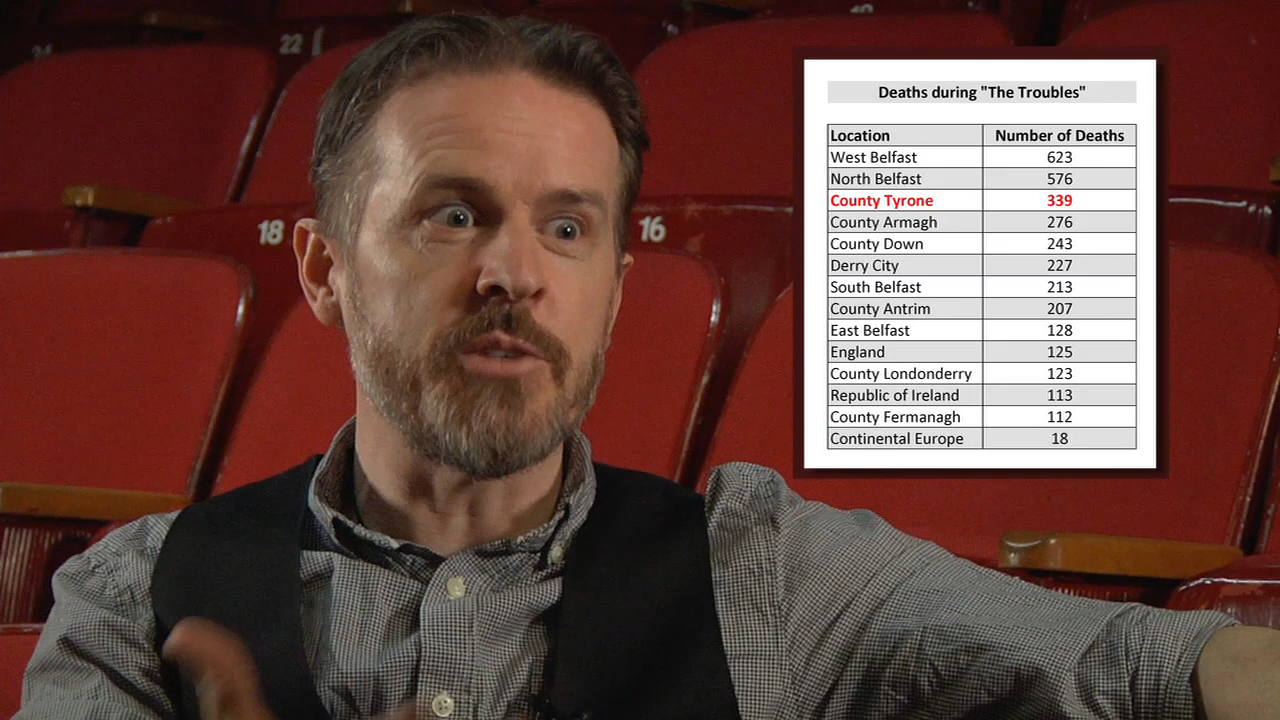 24
22
18
16
Deaths during "The Troubles"
Location Number of Deaths
West Belfast 623
North Belfast 576
County Tyrone 339
County Armagh 276
County Down 243
Derry City 227
South Belfast 213
County Antrim 207
East Belfast 128
England 125
County Londonderry 123
Republic of Ireland 113
County Fermanagh 112
Continental Europe 18